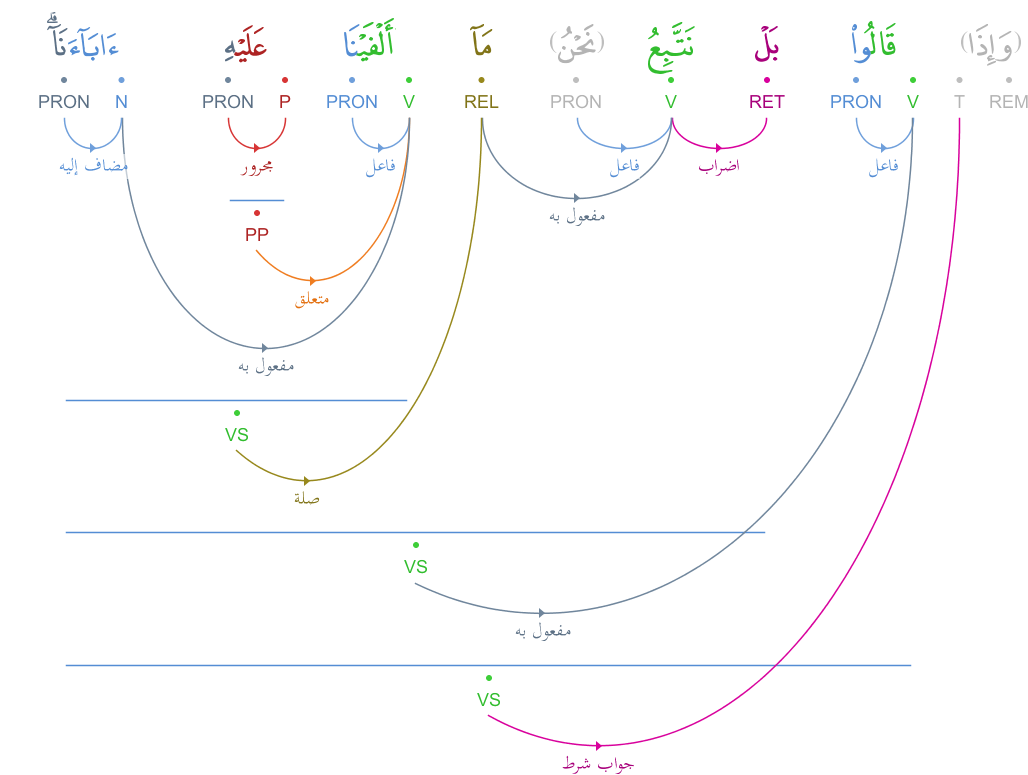 (وَإِذَا) قَالُوا۟ بَلْ نَتَّبِعُ (نَحْنُ) مَآ أَلْفَيْنَا عَلَيْهِ ءَابَآءَنَآ ۗ
REM T V PRON RET V PRON REL V PRON P PRON N PRON
فاعل اضراب فاعل فاعل مجرور مضاف إليه
مفعول به
PP
متعلق
مفعول به
VS
صلة
VS
مفعول به
VS
جواب شرط